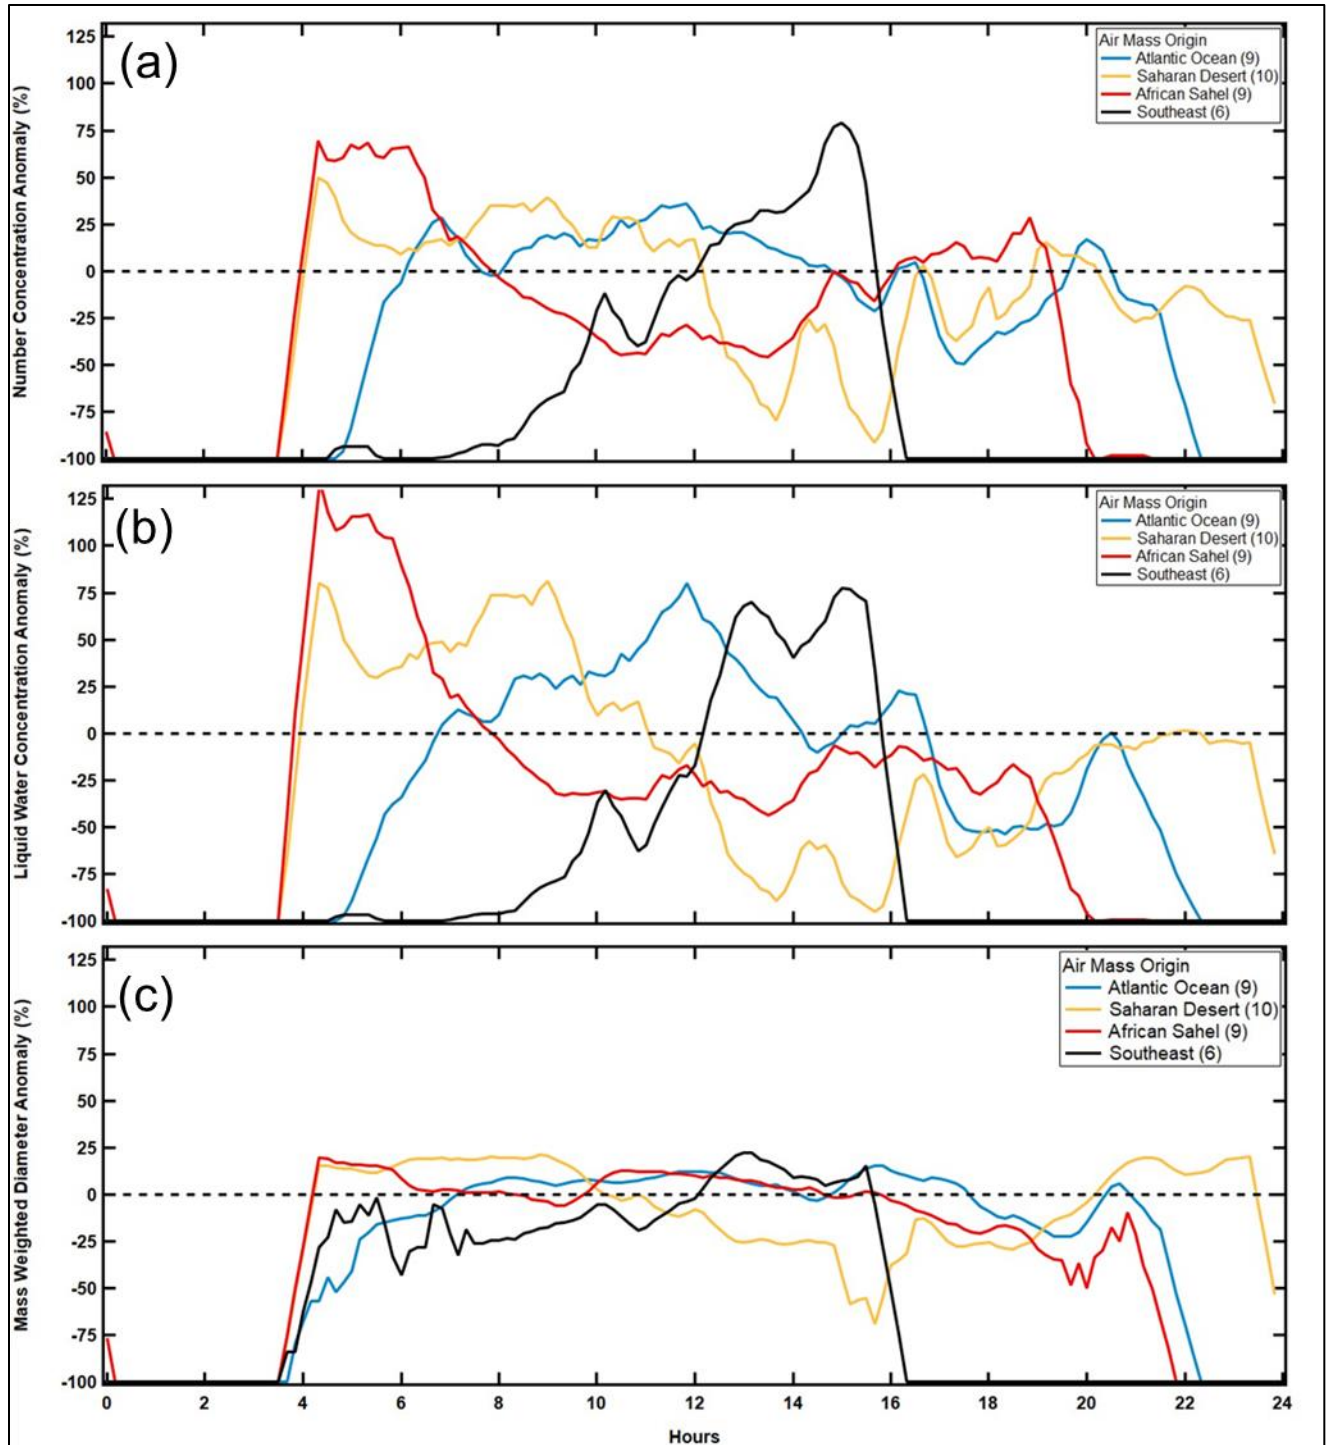 (a)
Number Concentration Anomaly (%)
125
100
75
50
25
0
-25
-50
-75
-100
Air Mass Origin
Atlantic Ocean (9)
Saharan Desert (10)
African Sahel (9)
Southeast (6)
(b)
Liquid Water Concentration Anomaly (%)
125
100
75
50
25
0
-25
-50
-75
-100
Air Mass Origin
Atlantic Ocean (9)
Saharan Desert (10)
African Sahel (9)
Southeast (6)
(c)
Mass Weighted Diameter Anomaly (%)
125
100
75
50
25
0
-25
-50
-75
-100
Air Mass Origin
Atlantic Ocean (9)
Saharan Desert (10)
African Sahel (9)
Southeast (6)
0 2 4 6 8 10 12 14 16 18 20 22 24
Hours